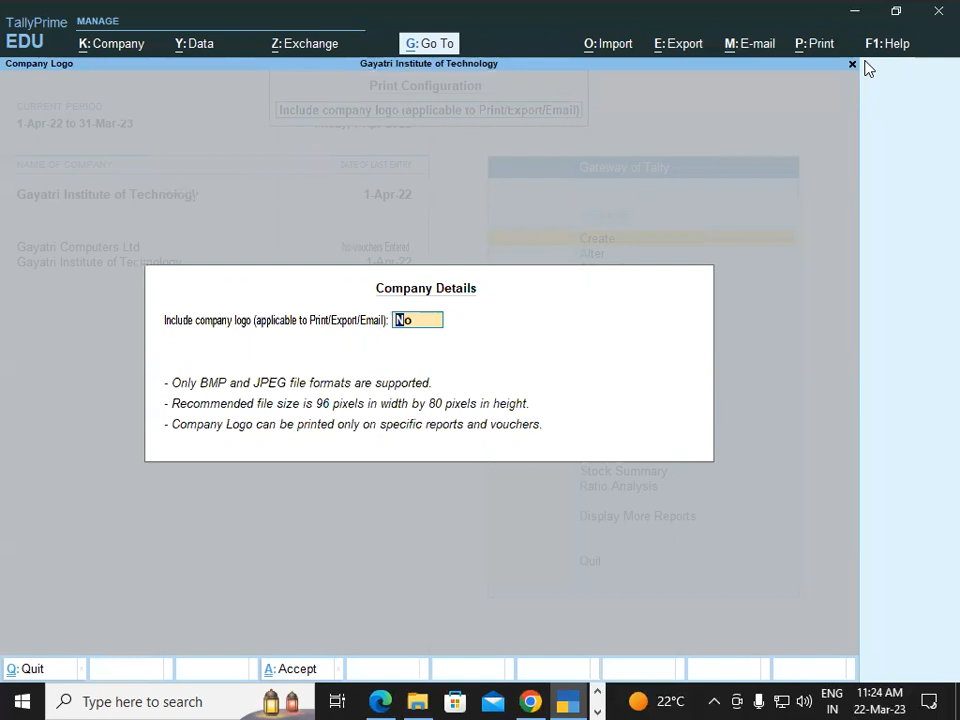 TallyPrime MANAGE
EDU K: Company Y: Data Z: Exchange G: Go To O: Import E: Export M: E-mail P: Print F1: Help
Company Logo Gayatri Institute of Technology ×
Print Configuration
CURRENT PERIOD Include company logo (applicable to Print/Export/Email)
1-Apr-22 to 31-Mar-23
NAME OF COMPANY DATE OF LAST ENTRY Gateway of Tally
Gayatri Institute of Technology 1-Apr-22
Create
Gayatri Computers Ltd No Vouchers Entered Alter
Gayatri Institute of Technology 1-Apr-22
Company Details
Include company logo (applicable to Print/Export/Email): No
- Only BMP and JPEG file formats are supported.
- Recommended file size is 96 pixels in width by 80 pixels in height.
- Company Logo can be printed only on specific reports and vouchers.
Stock Summary
Ratio Analysis
Display More Reports
Quit
Q: Quit A: Accept
Type here to search 22°C ENG 11:24 AM
IN 22-Mar-23